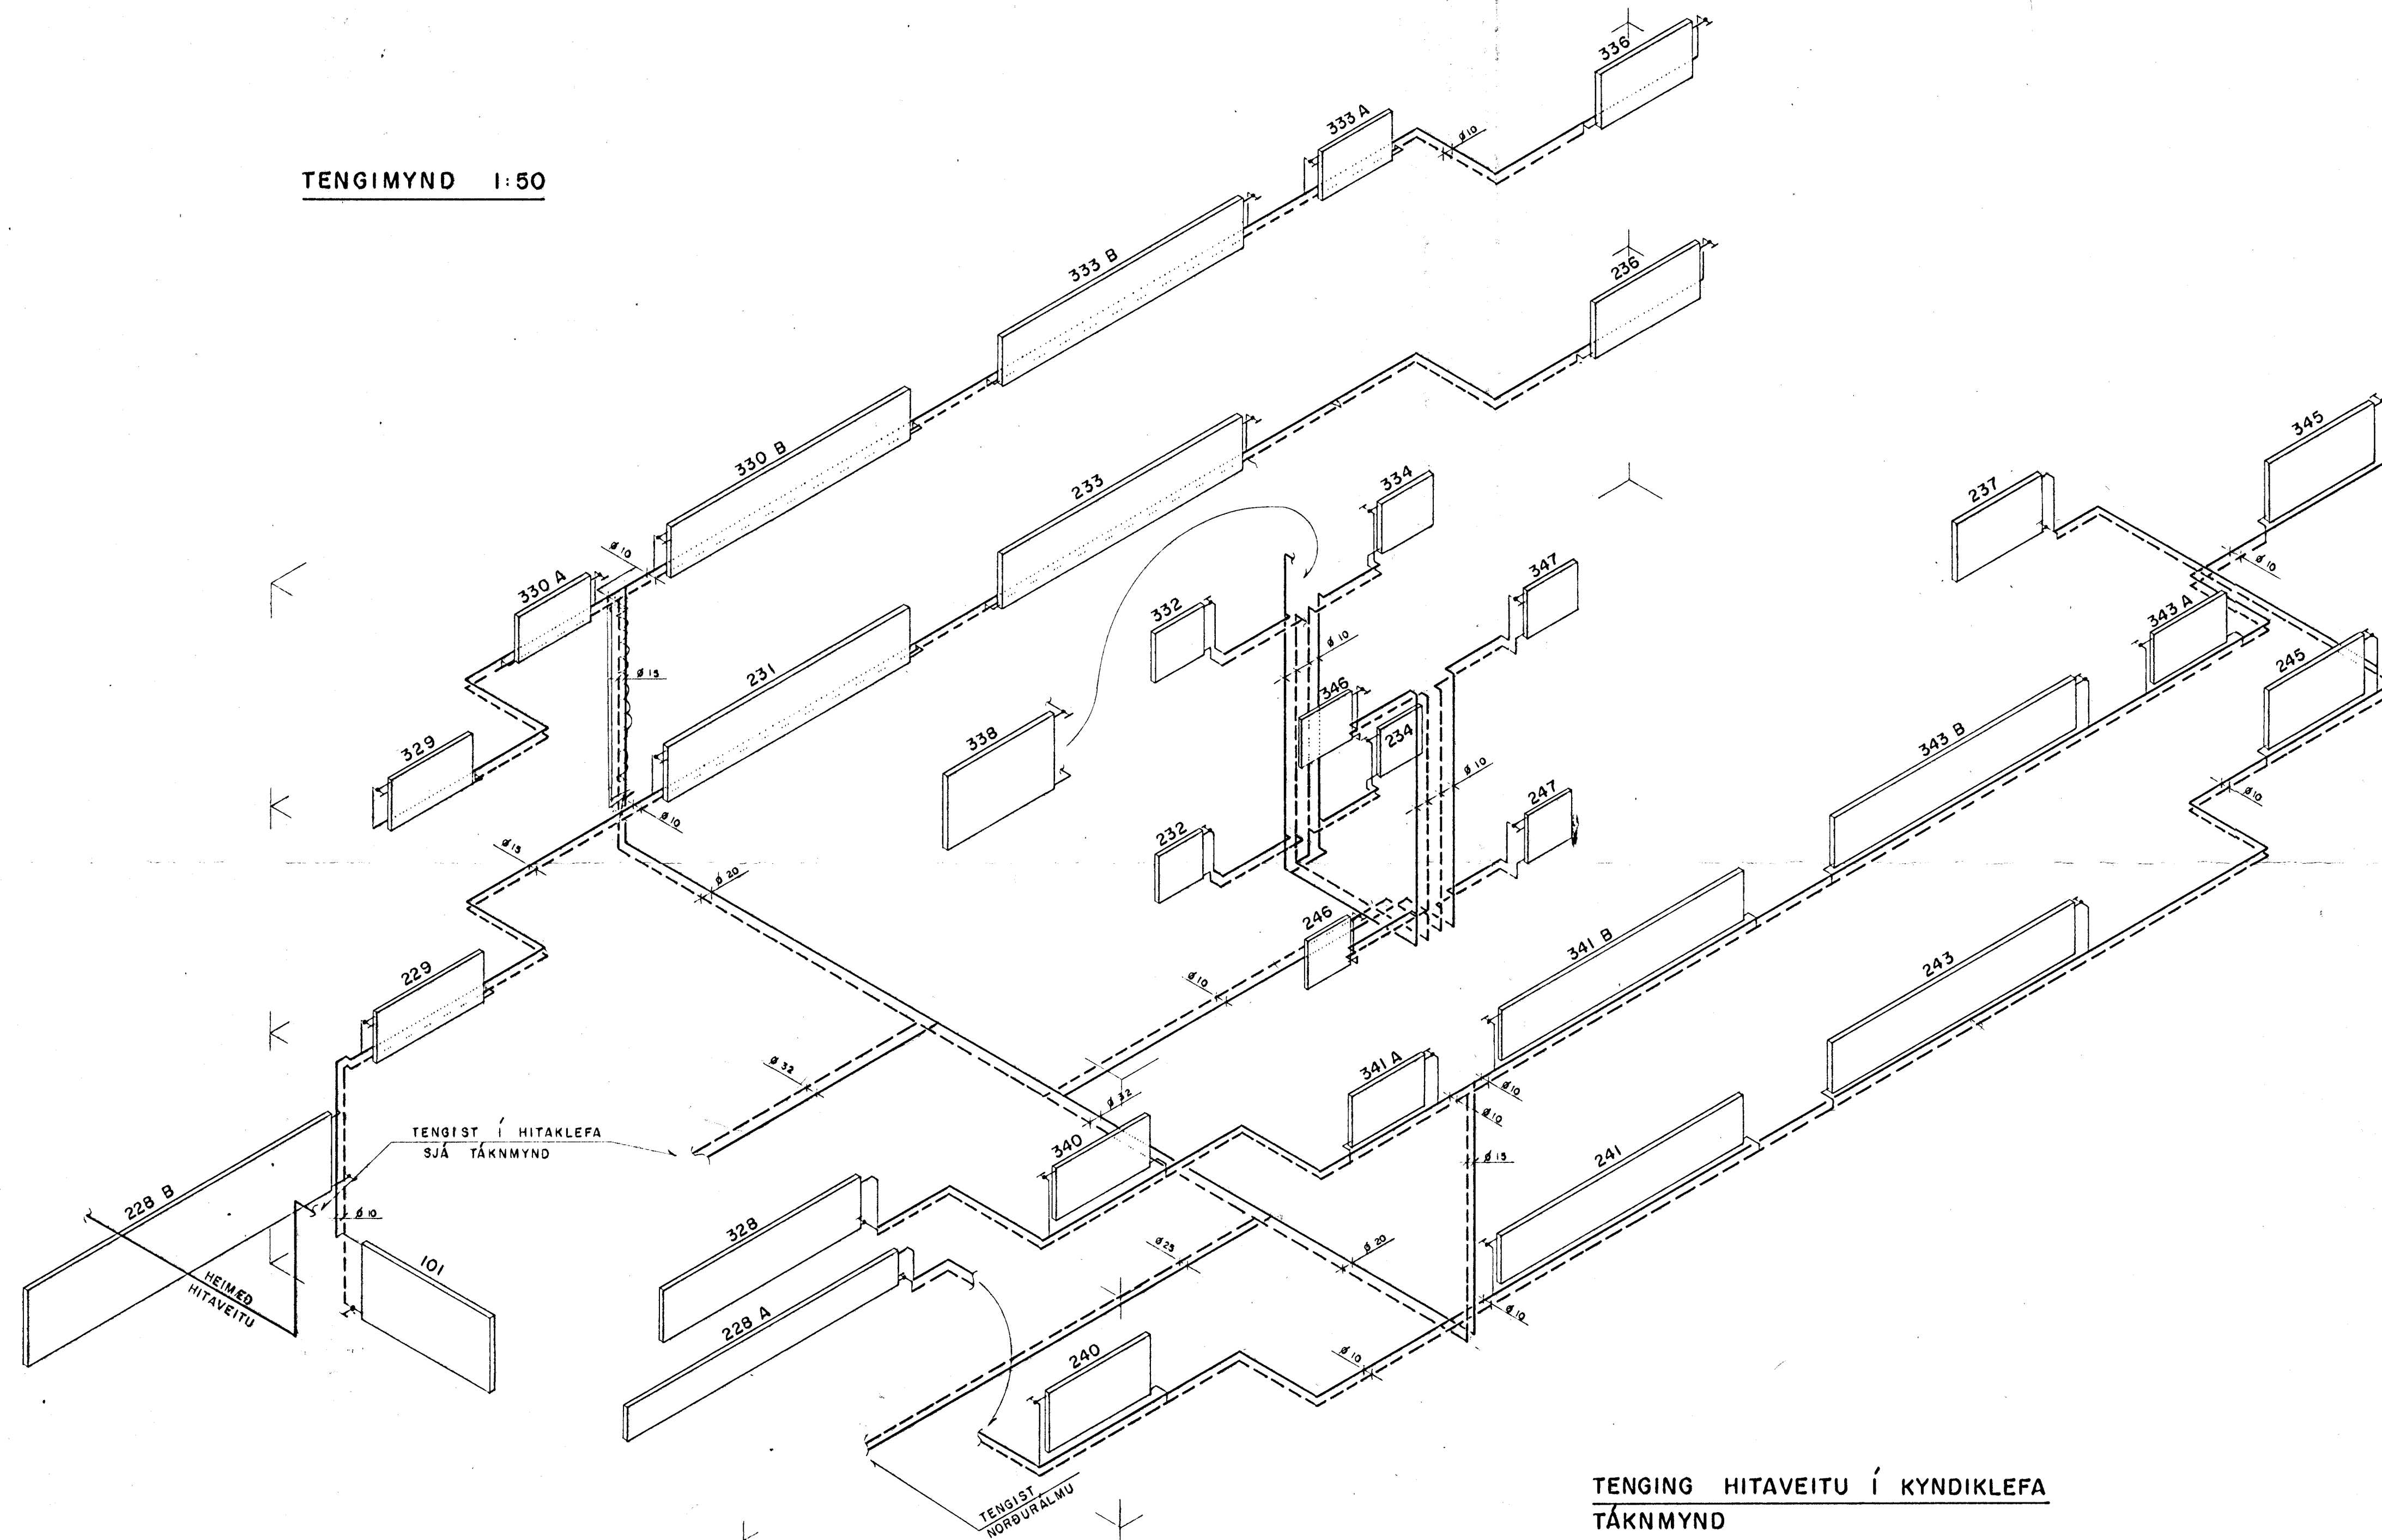 336
333 A
TENGIMYND 1:50
ø 10
333 B
236
330 B
345
233
334
237
ø 10
ø 10
330 A
347
332
343 A
ø 10
231
ø 15
346
245
329
338
234
343 B
ø 10
247
ø 10
ø 10
232
ø 15
ø 20
246
341 B
243
229
ø 10
ø 32
341 A
ø 10
ø 32
ø 10
TENGIST Í HITAKLEFA
SJÁ TÁKNMYND
340
241
ø 15
228 B
328
ø 10
101
ø 25
ø 20
HEIMÆÐ
HITAVEITU
228 A
ø 10
240
ø 10
TENGIST
NORÐURÁLMU
TENGING HITAVEITU Í KYNDIKLEFA
TÁKNMYND